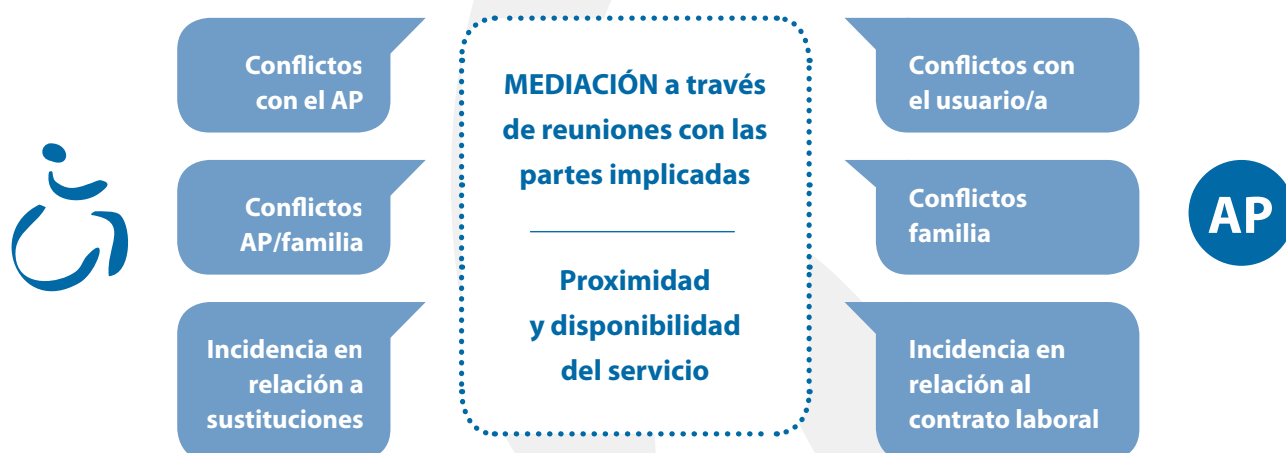 Conflictos
con el AP
Conflictos
AP/familia
Incidencia en
relación a
sustituciones
MEDIACIÓN a través
de reuniones con las
partes implicadas
Proximidad
y disponibilidad
del servicio
Conflictos con
el usuario/a
Conflictos
familia
Incidencia en
relación al
contrato laboral
AP